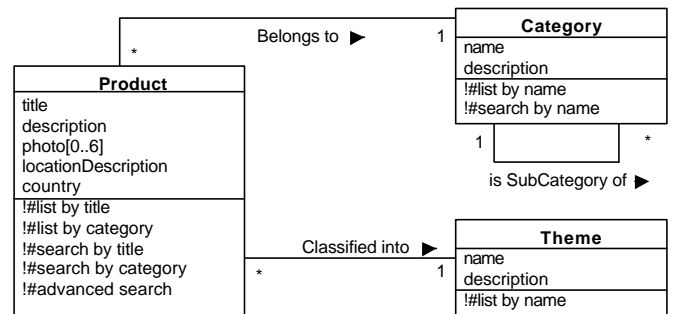 Belongs to ▶
1
*
Category
name
description
!#list by name
!#search by name
1
*
is SubCategory of ▶
Product
title
description
photo[0..6]
locationDescription
country
!#list by title
!#list by category
!#search by title
!#search by category
!#advanced search
Classified into ▶
*
1
Theme
name
description
!#list by name